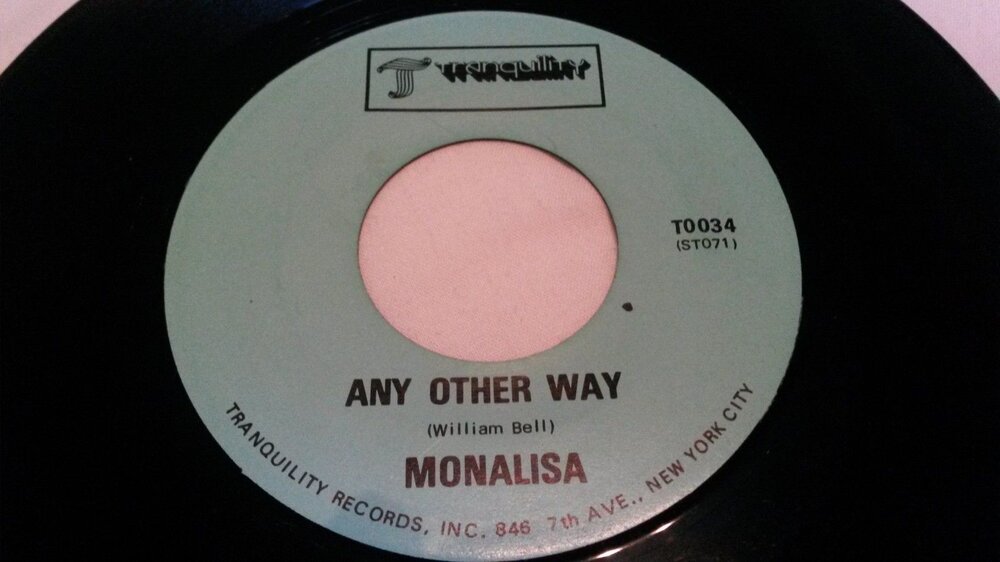 T Tranquility
T0034
(ST071)
ANY OTHER WAY
(William Bell)
MONALISA
TRANQUILITY RECORDS, INC. 846 7th AVE., NEW YORK CITY